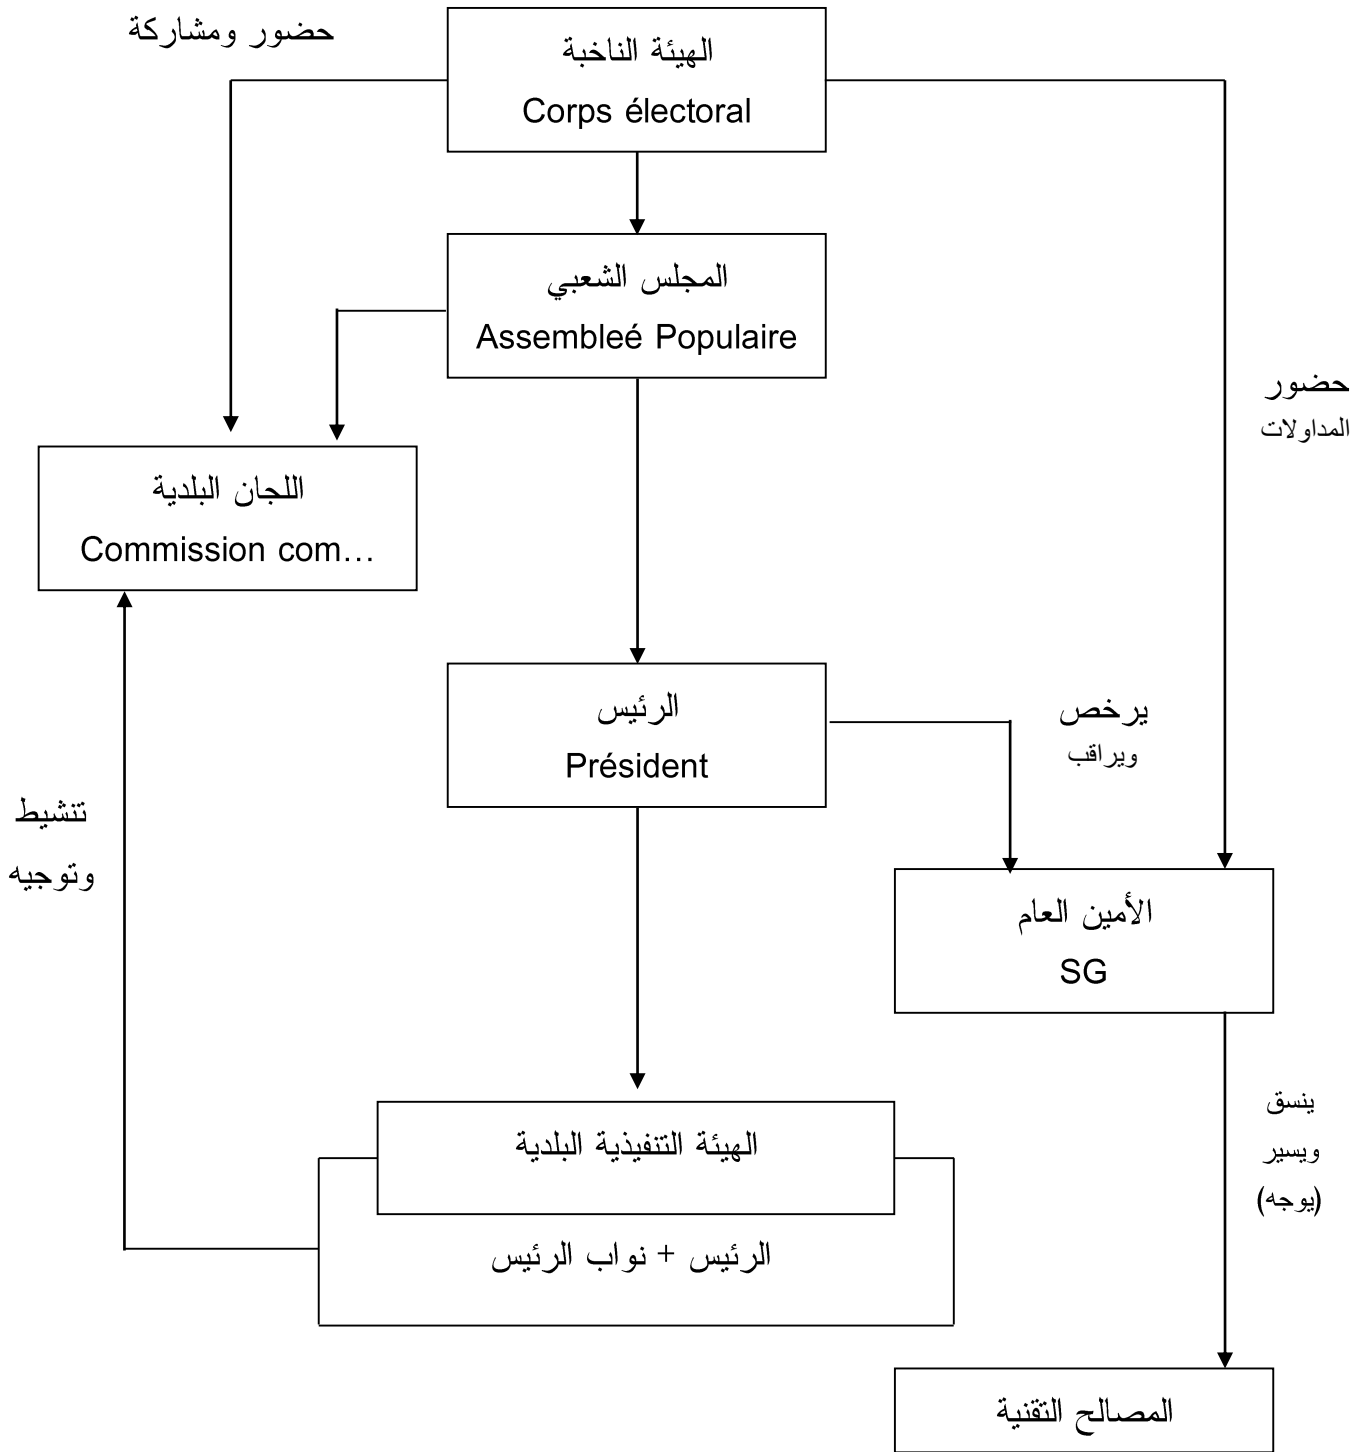 حضور ومشاركة
الهيئة الناخبة
Corps électoral
المجلس الشعبي
Assembleé Populaire
حضور
المداولات
اللجان البلدية
Commission com...
الرئيس
Président
يرخص
ويراقب
تنشيط
وتوجيه
الأمين العام
SG
ينسق
ويسير
(يوجه)
الهيئة التنفيذية البلدية
الرئيس + نواب الرئيس
المصالح التقنية